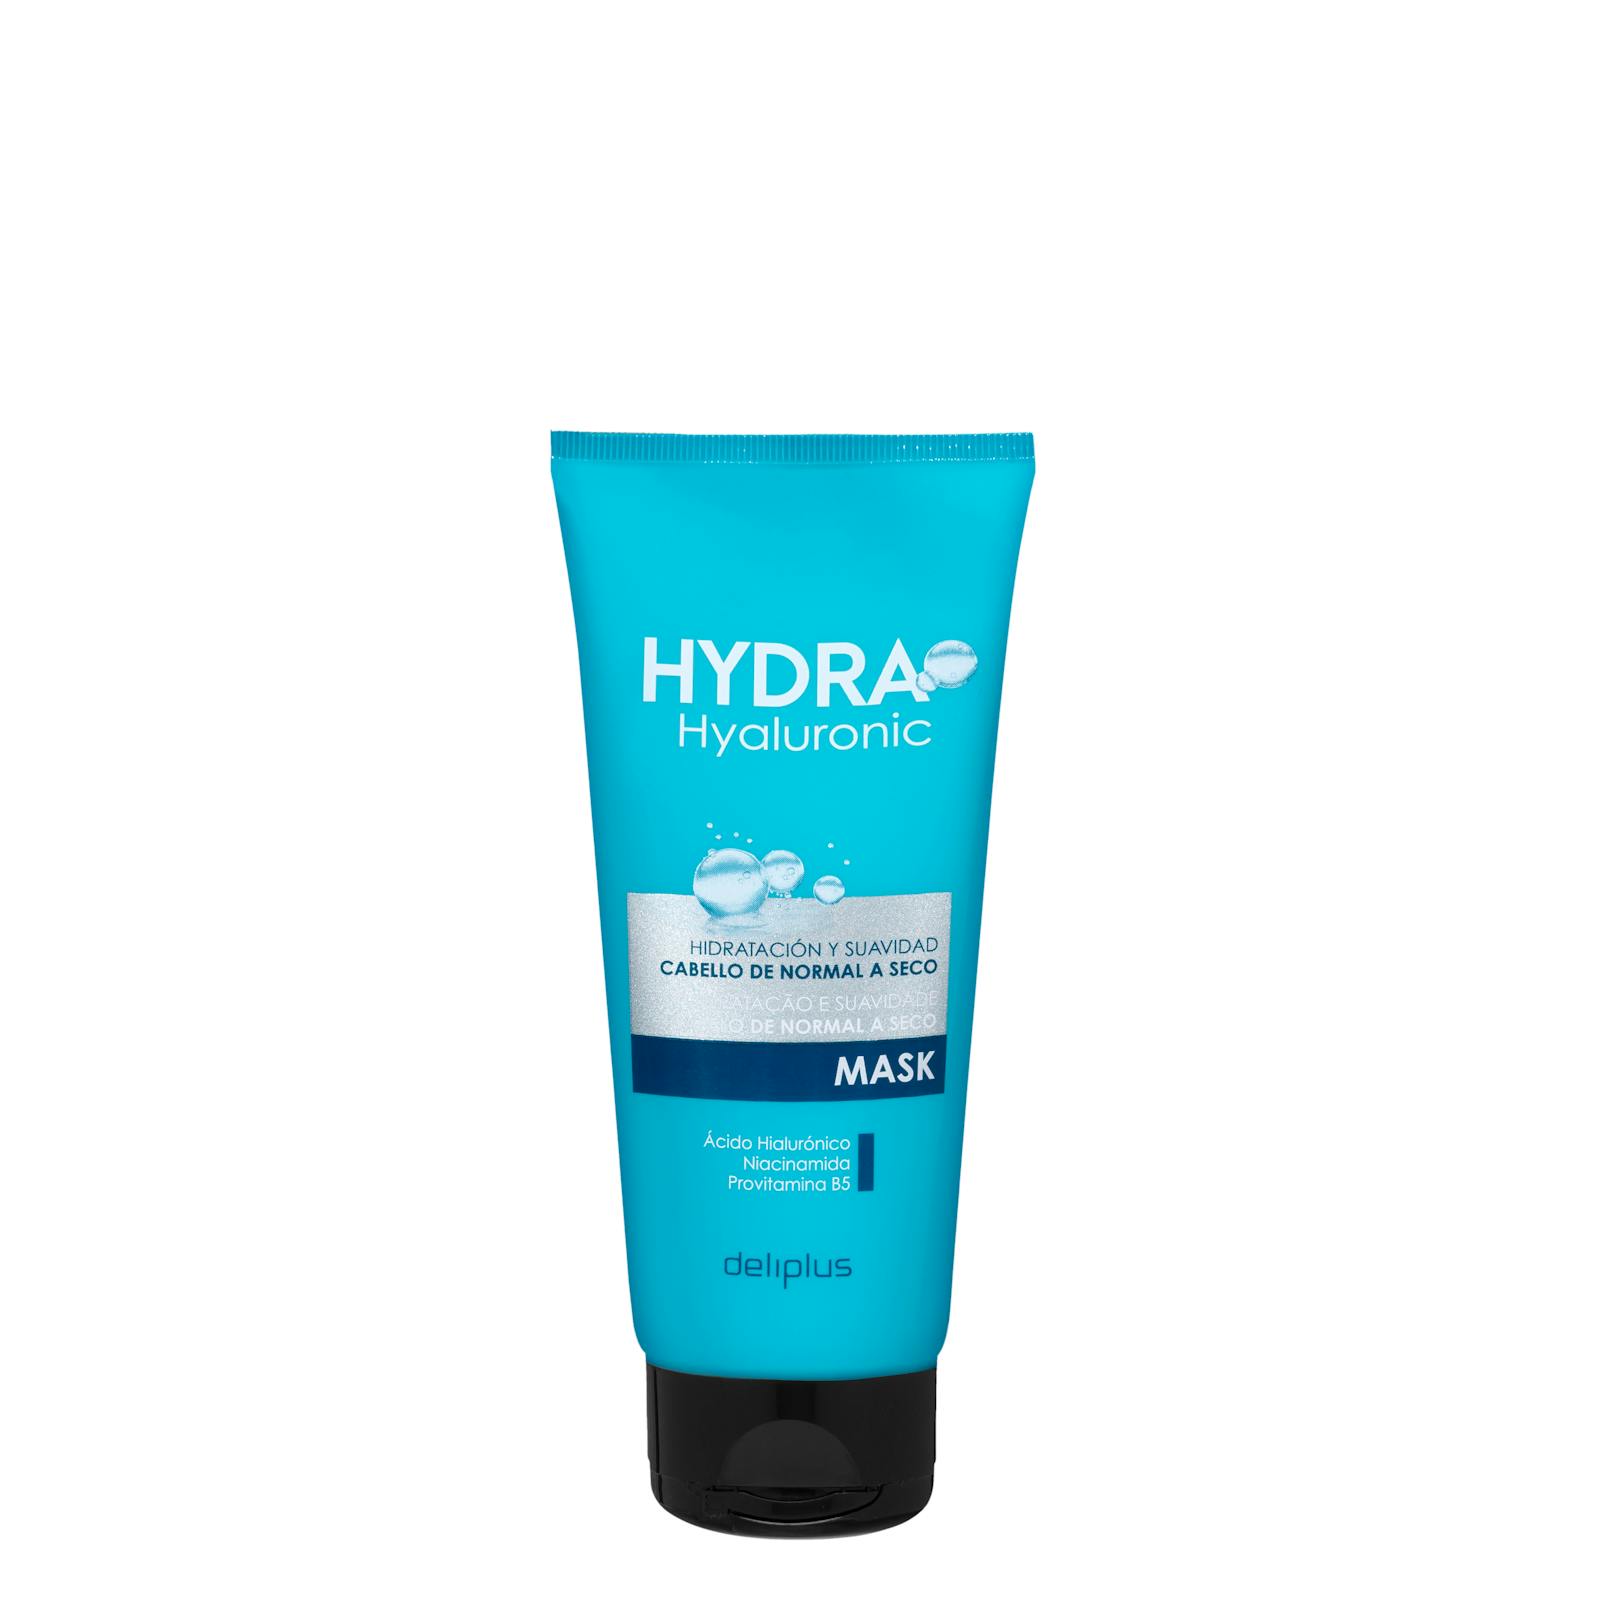 HYDRA
Hyaluronic
HIDRATACIÓN Y SUAVIDAD
CABELLO DE NORMAL A SECO
E SUAVIDADE
DE NORMAL A SECO
MASK
Ácido Hialurónico
Niacinamida
Provitamina B5
deliplus